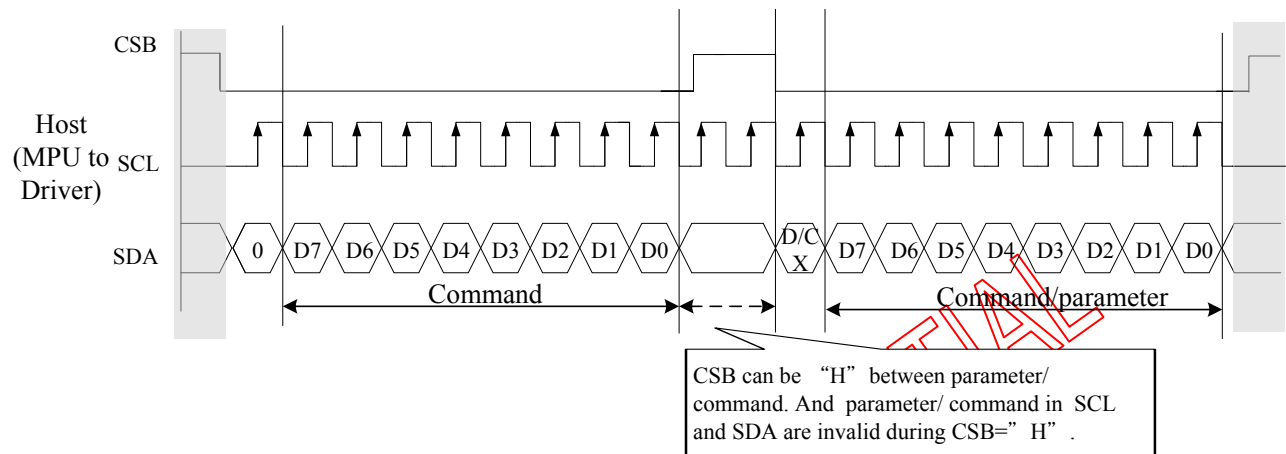 CSB
Host
(MPU to
Driver)
SCL
SDA
0 D7 D6 D5 D4 D3 D2 D1 D0 D/C
X D7 D6 D5 D4 D3 D2 D1 D0
Command
Command/parameter
TIAL
CSB can be “H” between parameter/
command. And parameter/ command in SCL
and SDA are invalid during CSB=” H” .